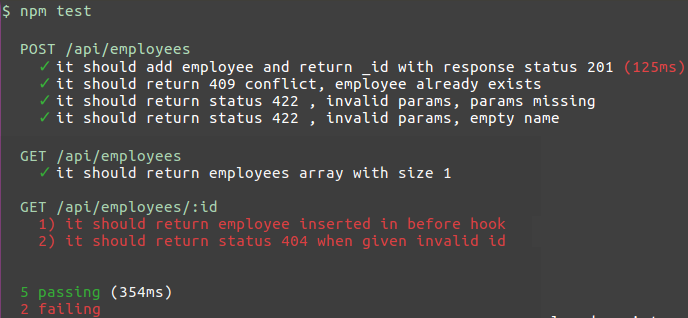 $ npm test
POST /api/employees
✓ it should add employee and return _id with response status 201 (125ms)
✓ it should return 409 conflict, employee already exists
✓ it should return status 422 , invalid params, params missing
✓ it should return status 422 , invalid params, empty name
GET /api/employees
✓ it should return employees array with size 1
GET /api/employees/:id
1) it should return employee inserted in before hook
2) it should return status 404 when given invalid id
5 passing (354ms)
2 failing